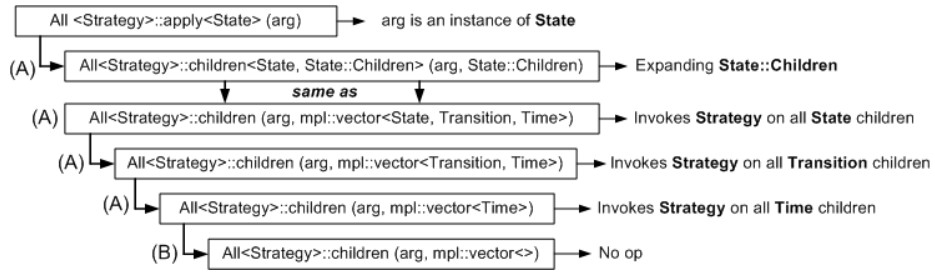 All <Strategy>::apply<State> (arg) arg is an instance of State
(A) All<Strategy>::children<State, State::Children> (arg, State::Children) Expanding State::Children
same as
(A) All<Strategy>::children (arg, mpl::vector<State, Transition, Time>) Invokes Strategy on all State children
(A) All<Strategy>::children (arg, mpl::vector<Transition, Time>) Invokes Strategy on all Transition children
(A) All<Strategy>::children (arg, mpl::vector<Time>) Invokes Strategy on all Time children
(B) All<Strategy>::children (arg, mpl::vector<>) No op